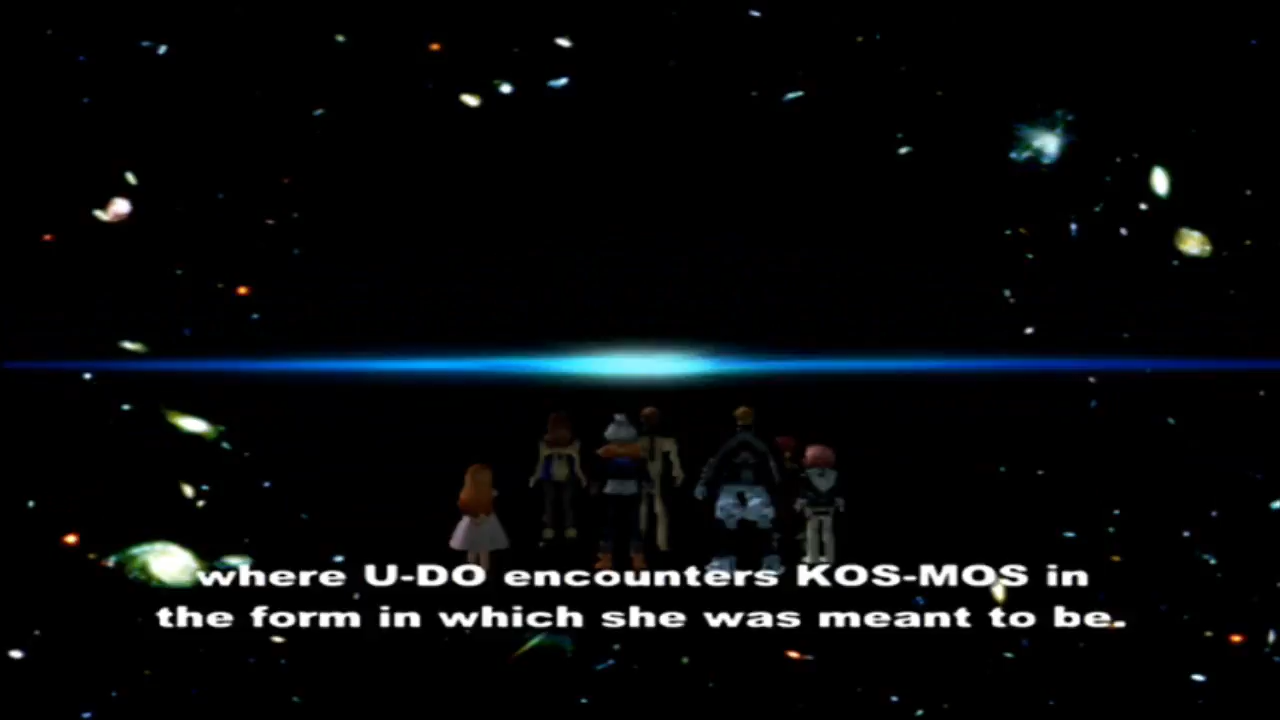 where U-DO encounters KOS-MOS in
the form in which she was meant to be.